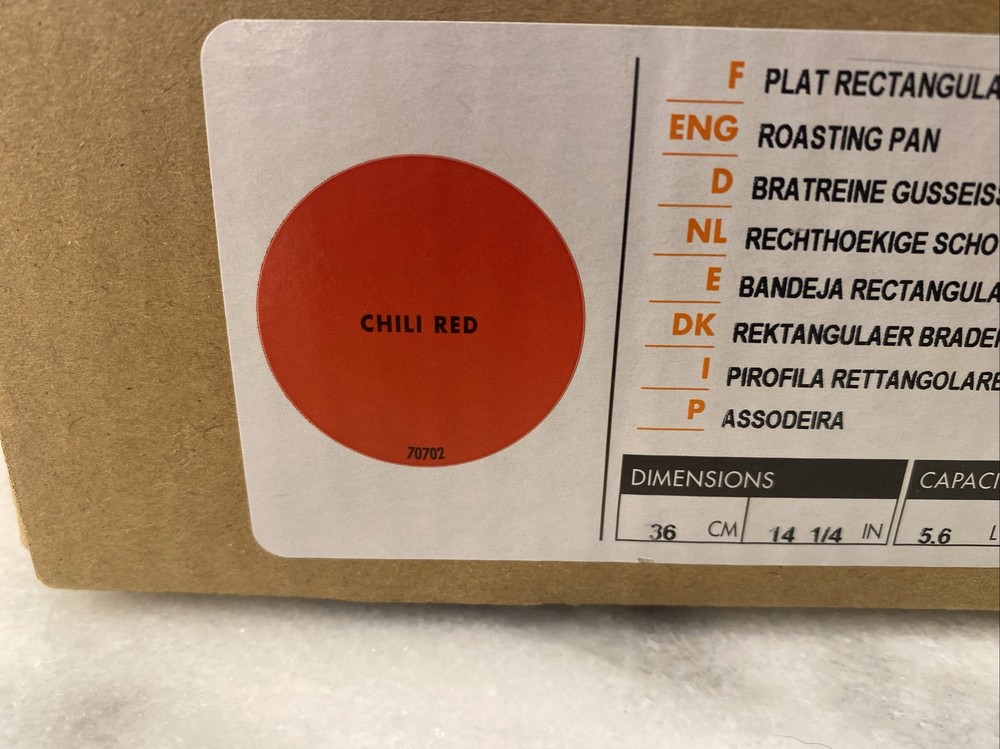 CHILI RED
70702
F PLAT RECTANGULA
ENG ROASTING PAN
D BRATREINE GUSSEIS
NL RECHTHOEKIGE SCHO
E BANDEJA RECTANGULA
DK REKTANGULAER BRADE
I PIROFILA RETTANGOLARE
P ASSODEIRA
DIMENSIONS CAPACI
36 CM 14 1/4 IN 5.6 L